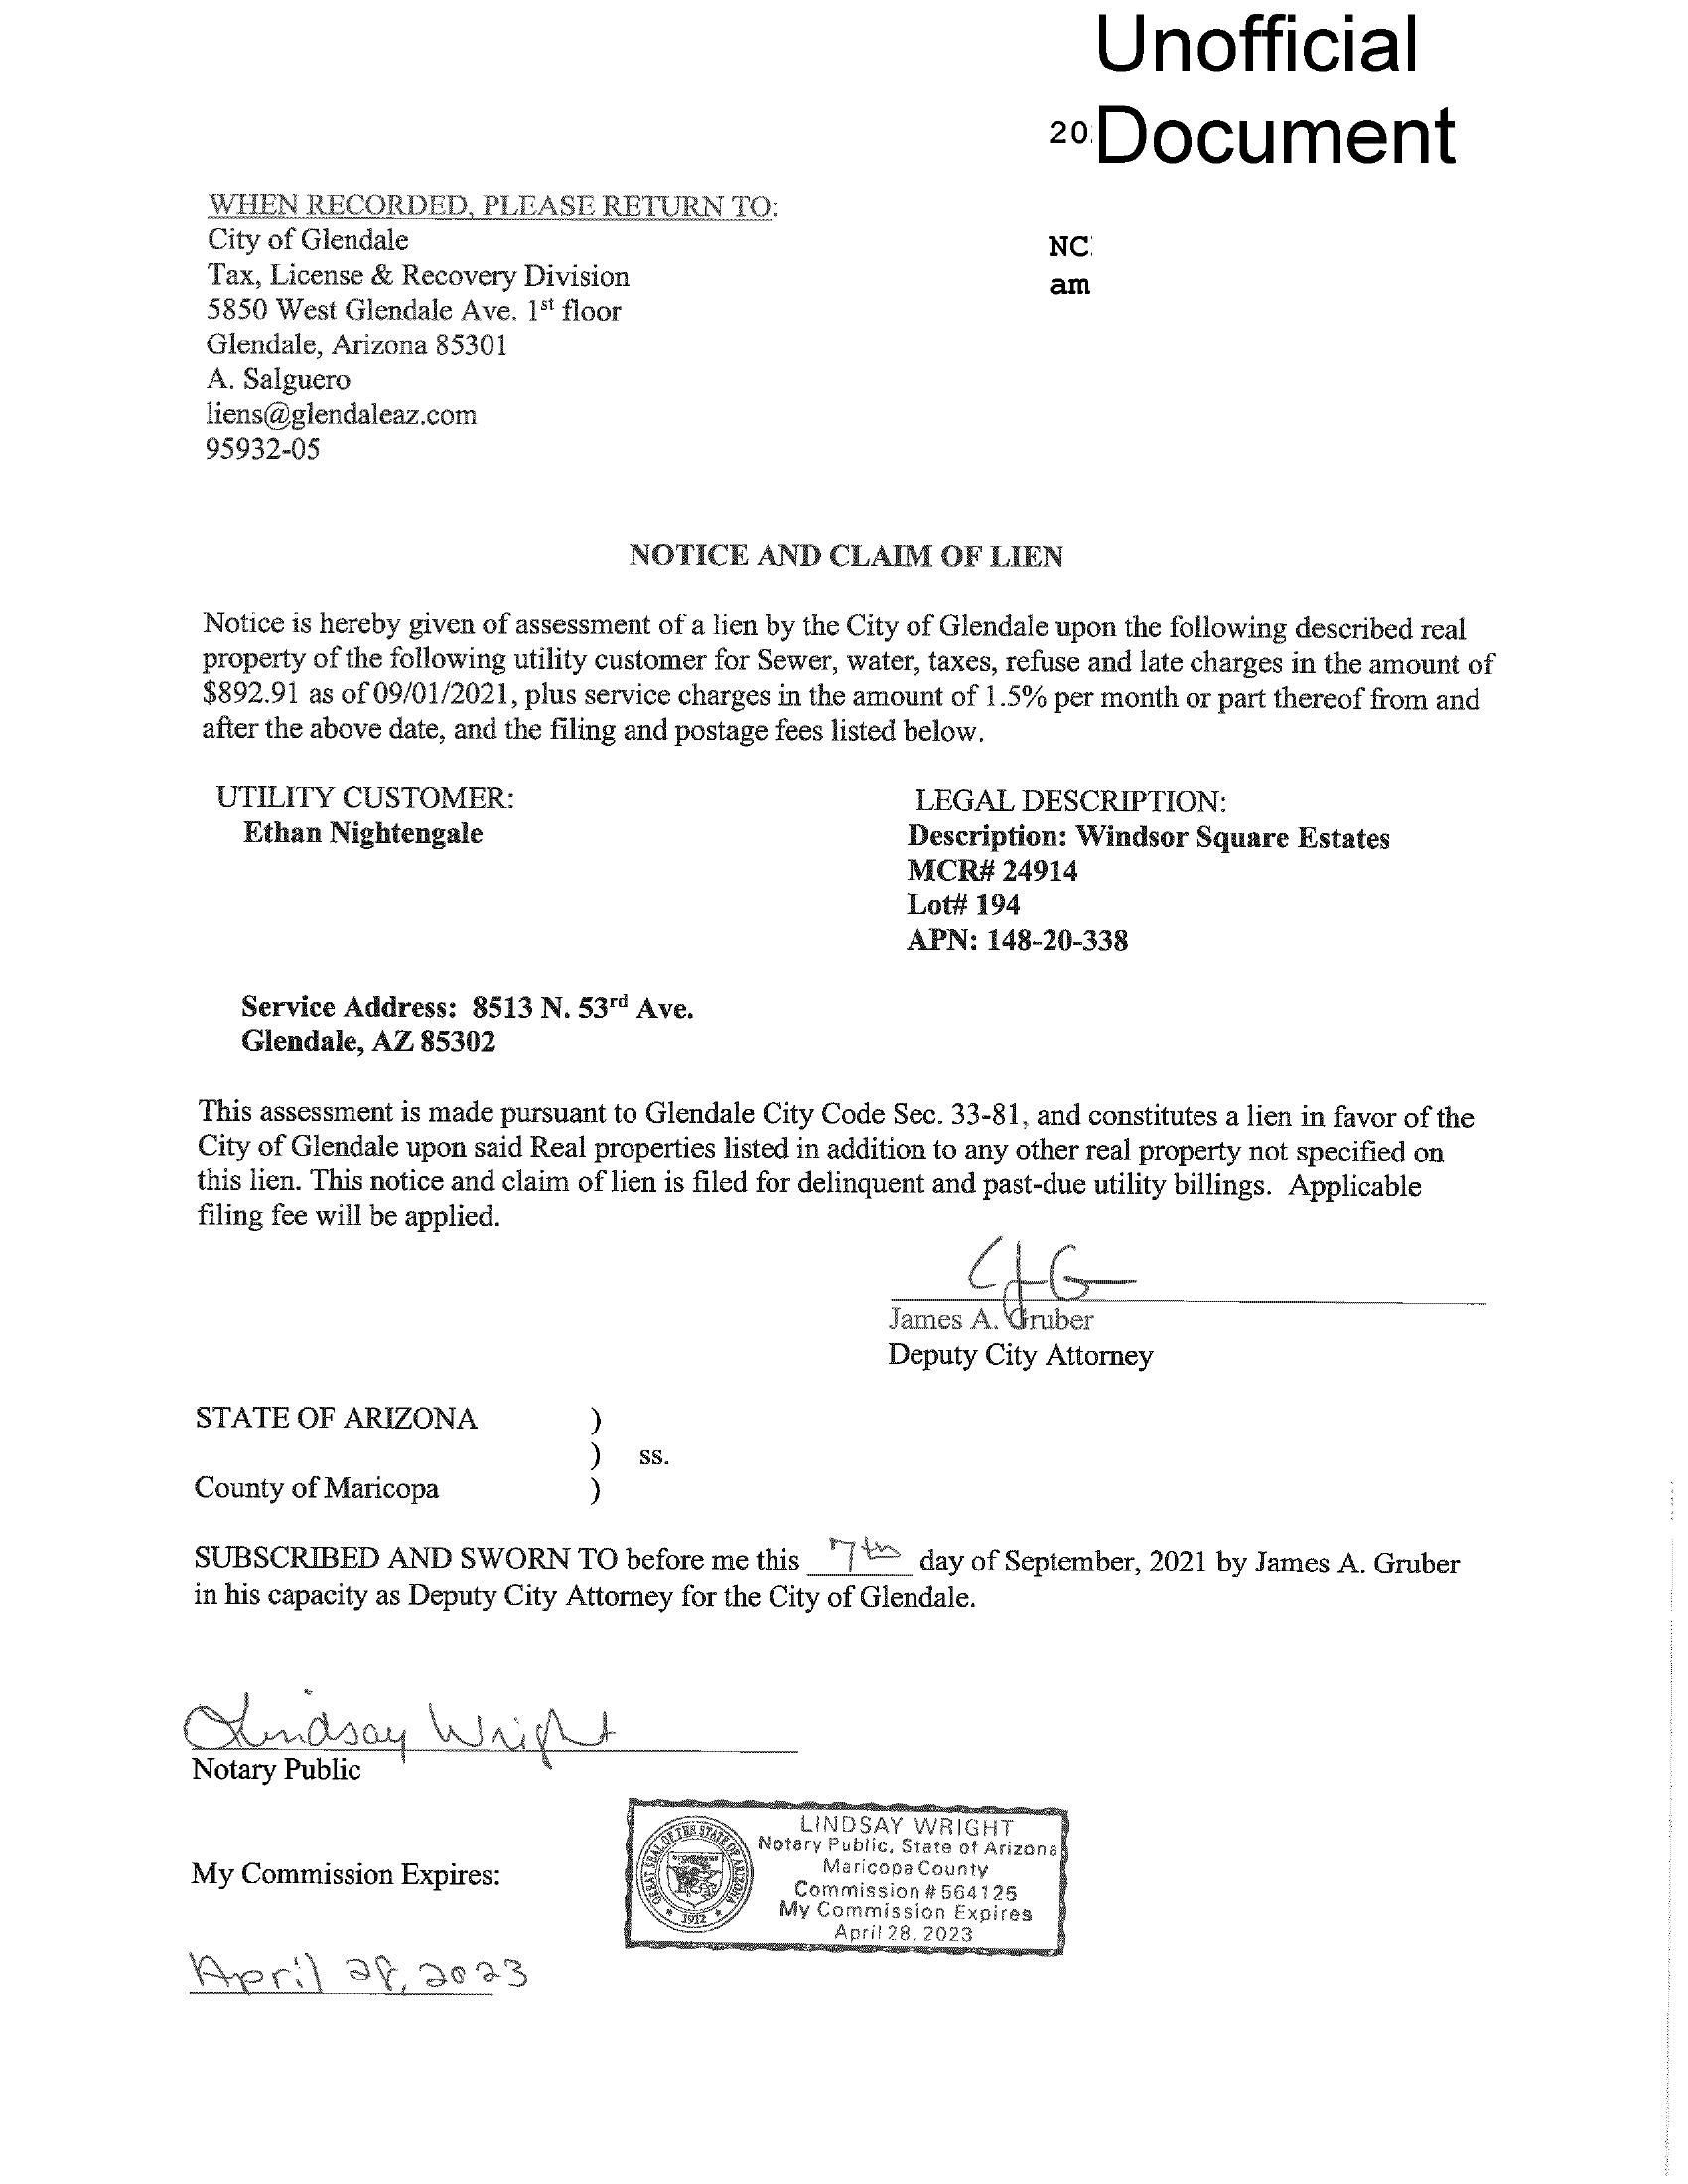 Unofficial
20 Document
WHEN RECORDED, PLEASE RETURN TO:
City of Glendale
NC
Tax, License & Recovery Division
am
5850 West Glendale Ave. 1st floor
Glendale, Arizona 85301
A. Salguero
liens@glendaleaz.com
95932-05
NOTICE AND CLAIM OF LIEN
Notice is hereby given of assessment of a lien by the City of Glendale upon the following described real
property of the following utility customer for Sewer, water, taxes, refuse and late charges in the amount of
$892.91 as of 09/01/2021, plus service charges in the amount of 1.5% per month or part thereof from and
after the above date, and the filing and postage fees listed below.
UTILITY CUSTOMER:
Ethan Nightengale
LEGAL DESCRIPTION:
Description: Windsor Square Estates
MCR# 24914
Lot# 194
APN: 148-20-338
Service Address: 8513 N. 53rd Ave.
Glendale, AZ 85302
This assessment is made pursuant to Glendale City Code Sec. 33-81, and constitutes a lien in favor of the
City of Glendale upon said Real properties listed in addition to any other real property not specified on
this lien. This notice and claim of lien is filed for delinquent and past-due utility billings. Applicable
filing fee will be applied.
James A. Gruber
Deputy City Attorney
STATE OF ARIZONA )
) ss.
County of Maricopa )
SUBSCRIBED AND SWORN TO before me this 7th day of September, 2021 by James A. Gruber
in his capacity as Deputy City Attorney for the City of Glendale.
Lindsay Wright
Notary Public
My Commission Expires:
April 28, 2023
GREAT SEAL OF THE STATE OF ARIZONA
1912
LINDSAY WRIGHT
Notary Public, State of Arizona
Maricopa County
Commission # 564125
My Commission Expires
April 28, 2023